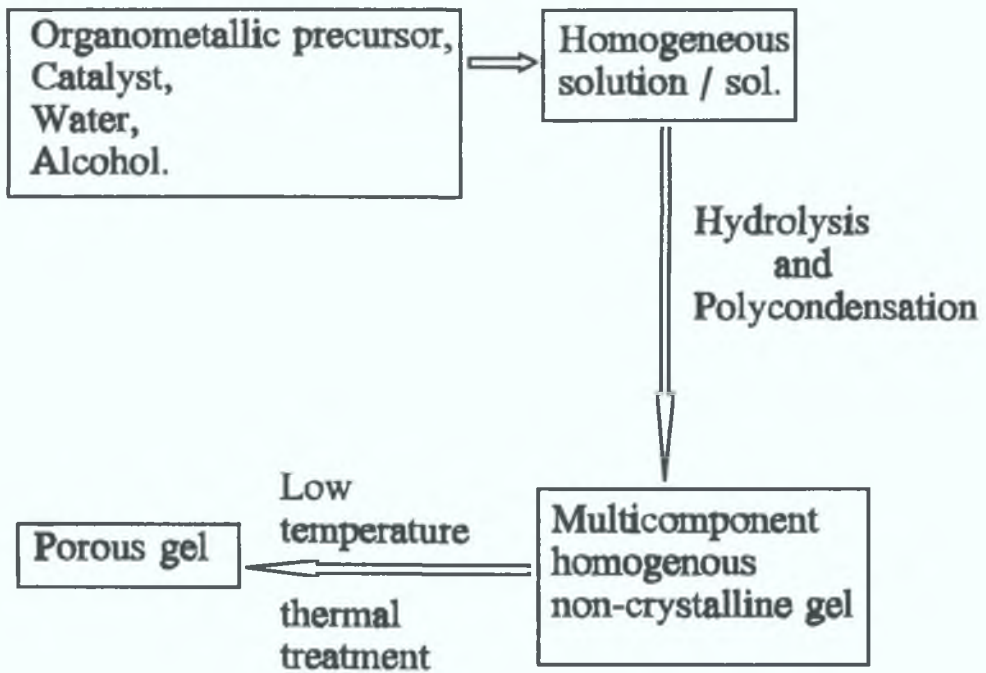 Organometallic precursor,
Catalyst,
Water,
Alcohol.
Homogeneous
solution / sol.
Hydrolysis
and
Polycondensation
Multicomponent
homogenous
non-crystalline gel
Low
temperature
thermal
treatment
Porous gel